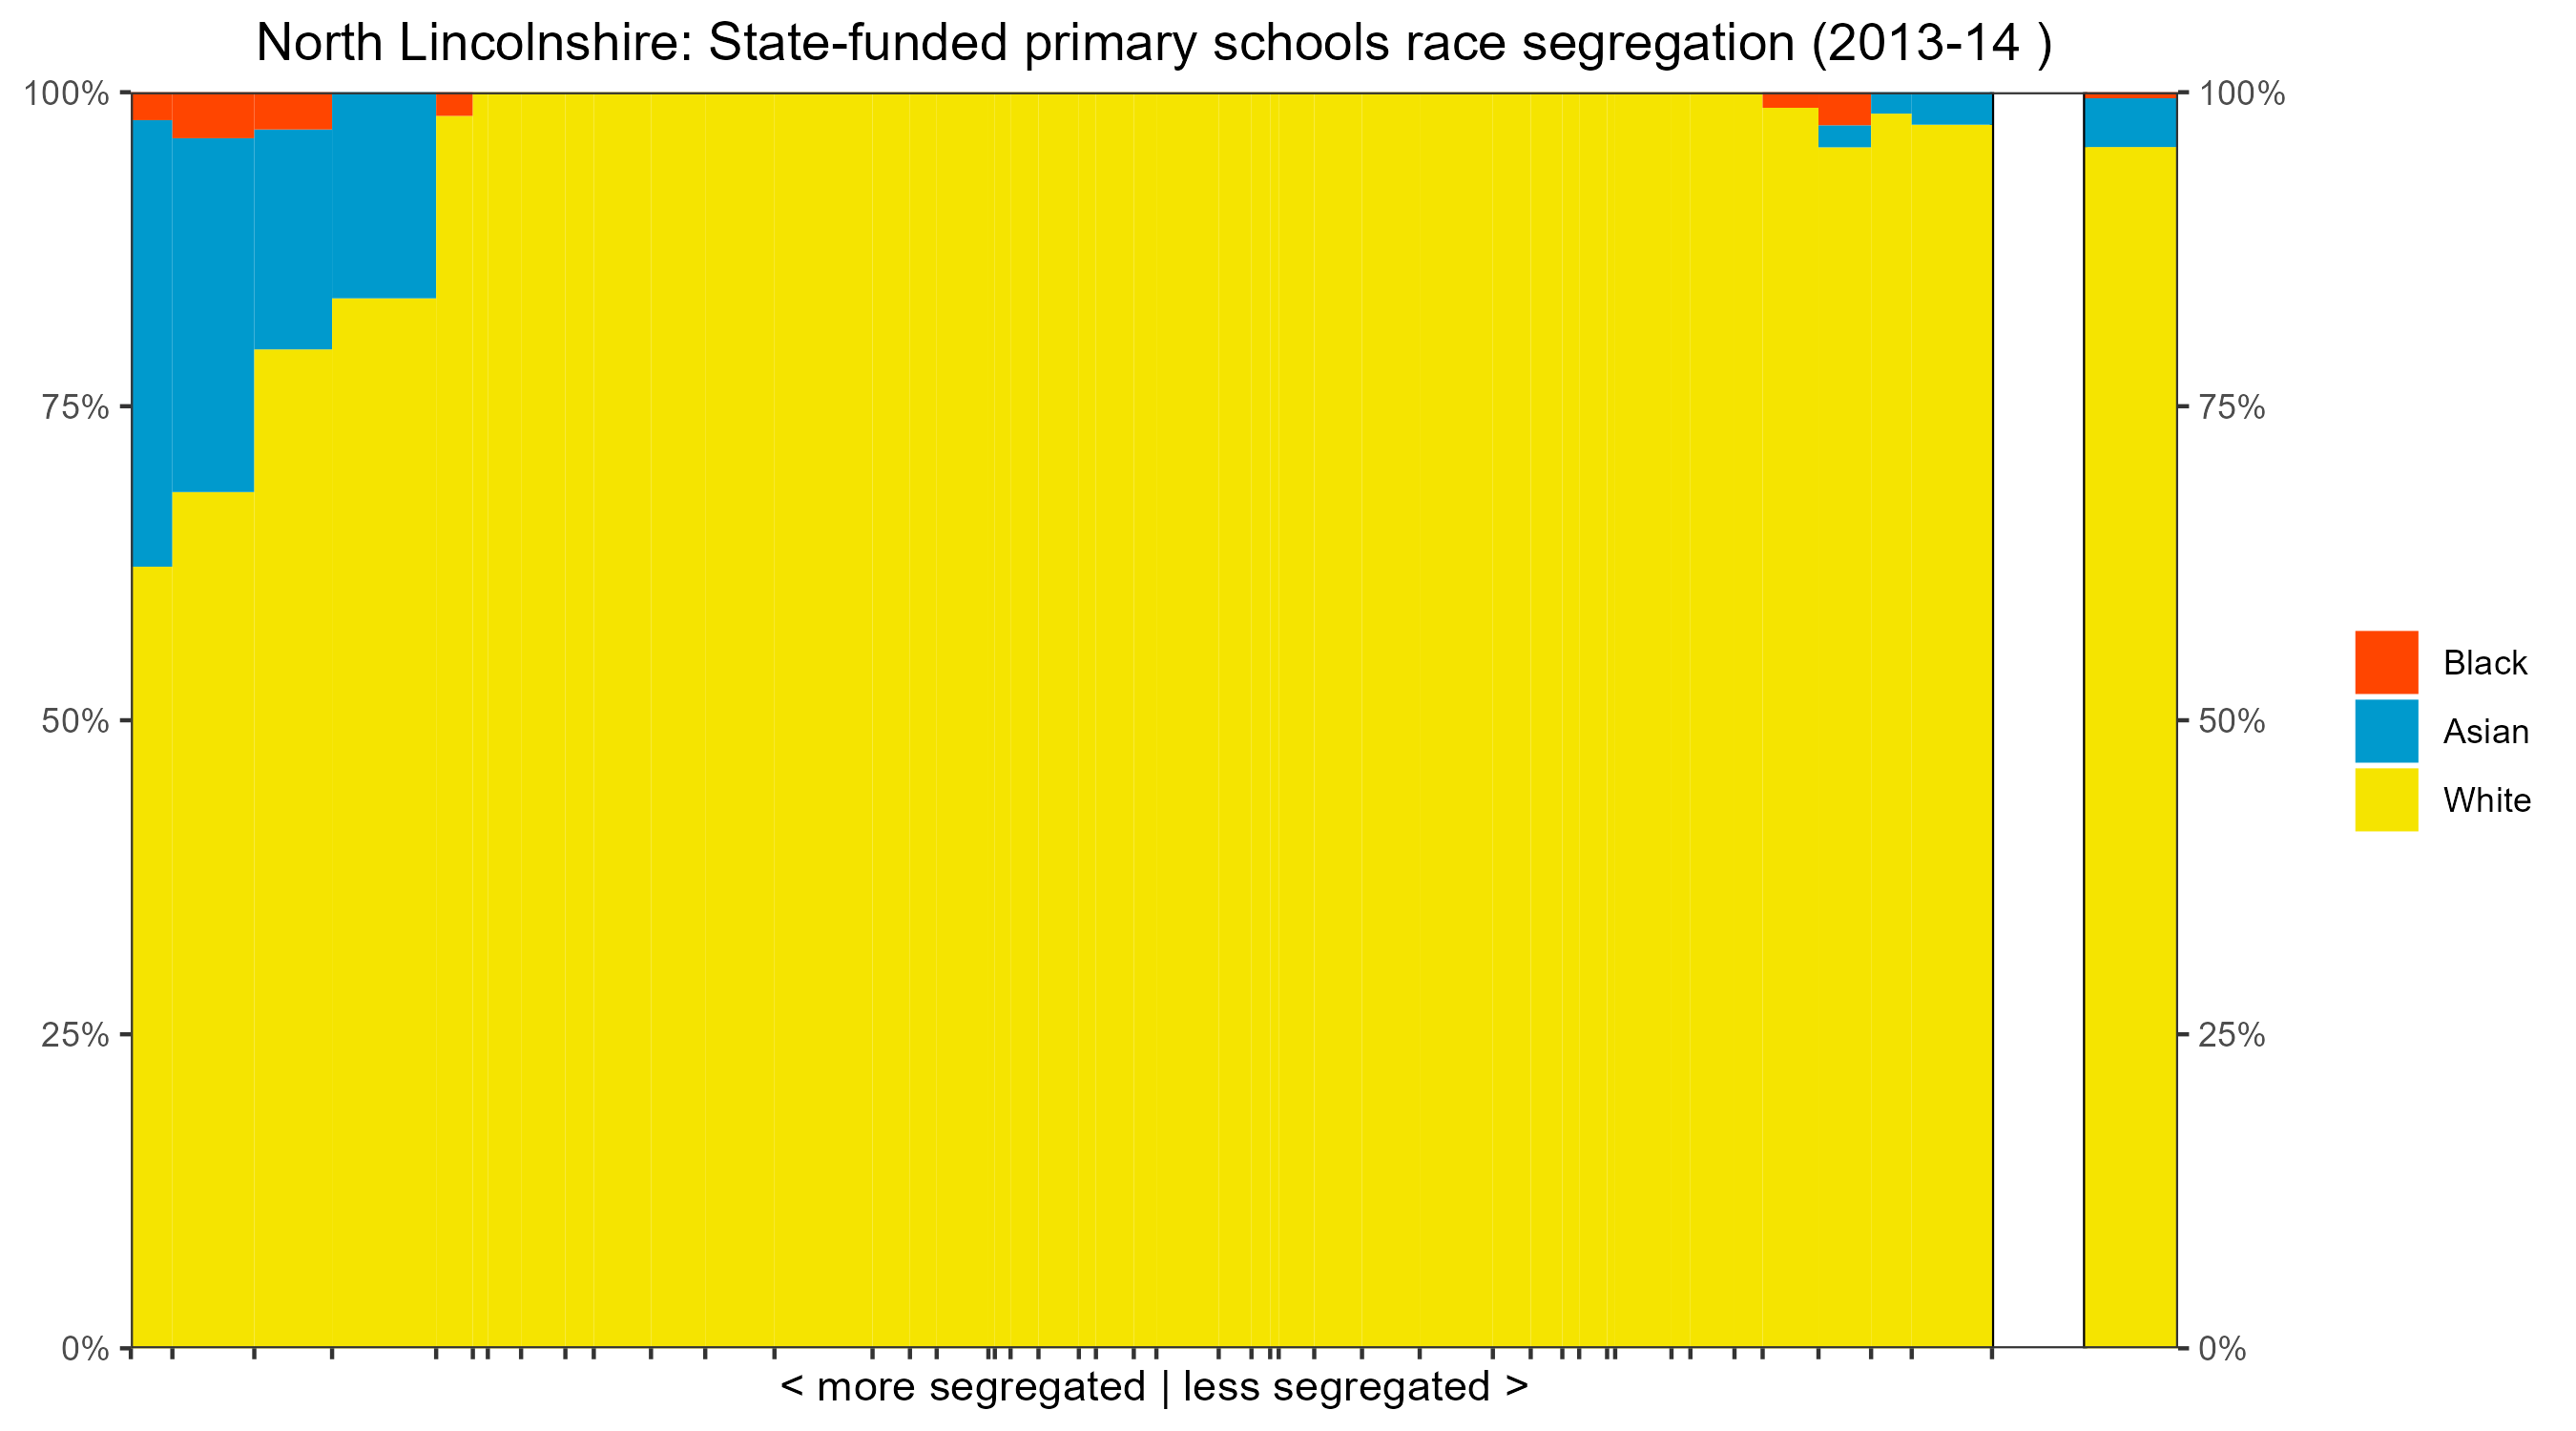 North Lincolnshire: State-funded primary schools race segregation (2013-14 )
100%
75%
50%
25%
0%
100%
75%
50%
25%
0%
Black
Asian
White
< more segregated | less segregated >